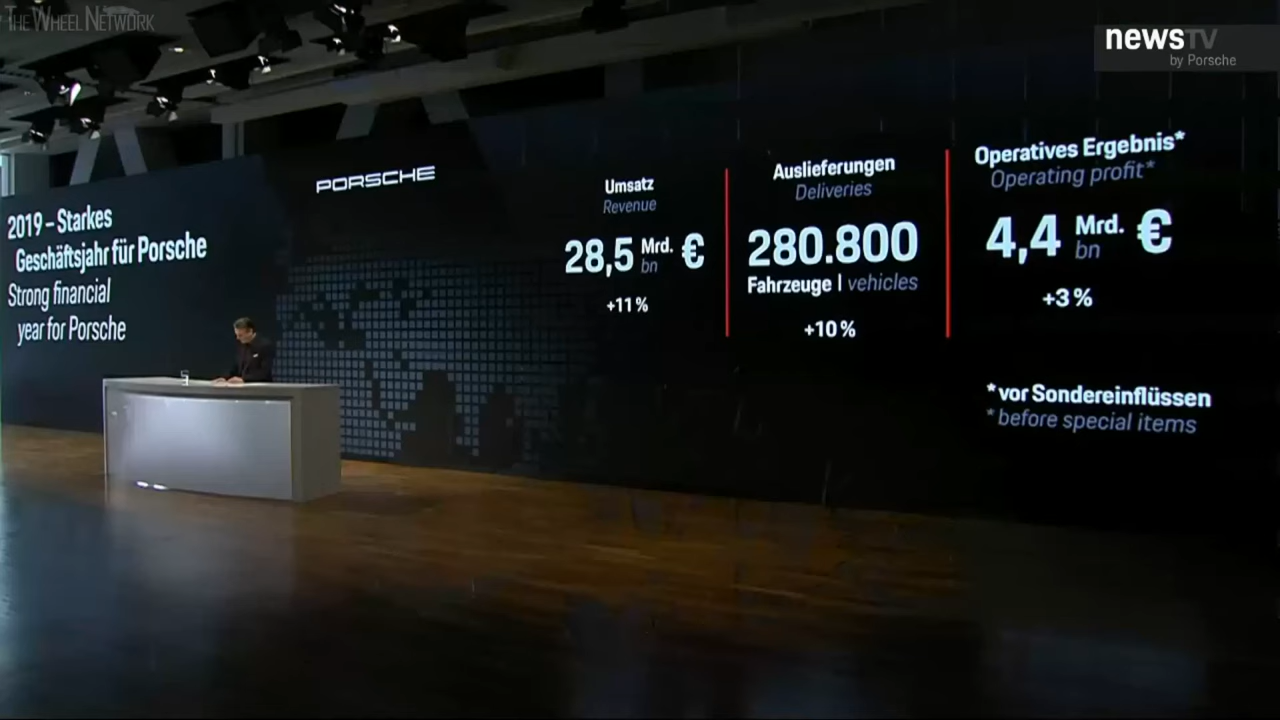 THE WHEEL NETWORK
newsTV
by Porsche
2019 – Starkes
Geschäftsjahr für Porsche
Strong financial
year for Porsche
PORSCHE
Umsatz
Revenue
28,5 Mrd. €
bn
+11 %
Auslieferungen
Deliveries
280.800
Fahrzeuge | vehicles
+10 %
Operatives Ergebnis*
Operating profit*
4,4 Mrd. €
bn
+3 %
* vor Sondereinflüssen
* before special items